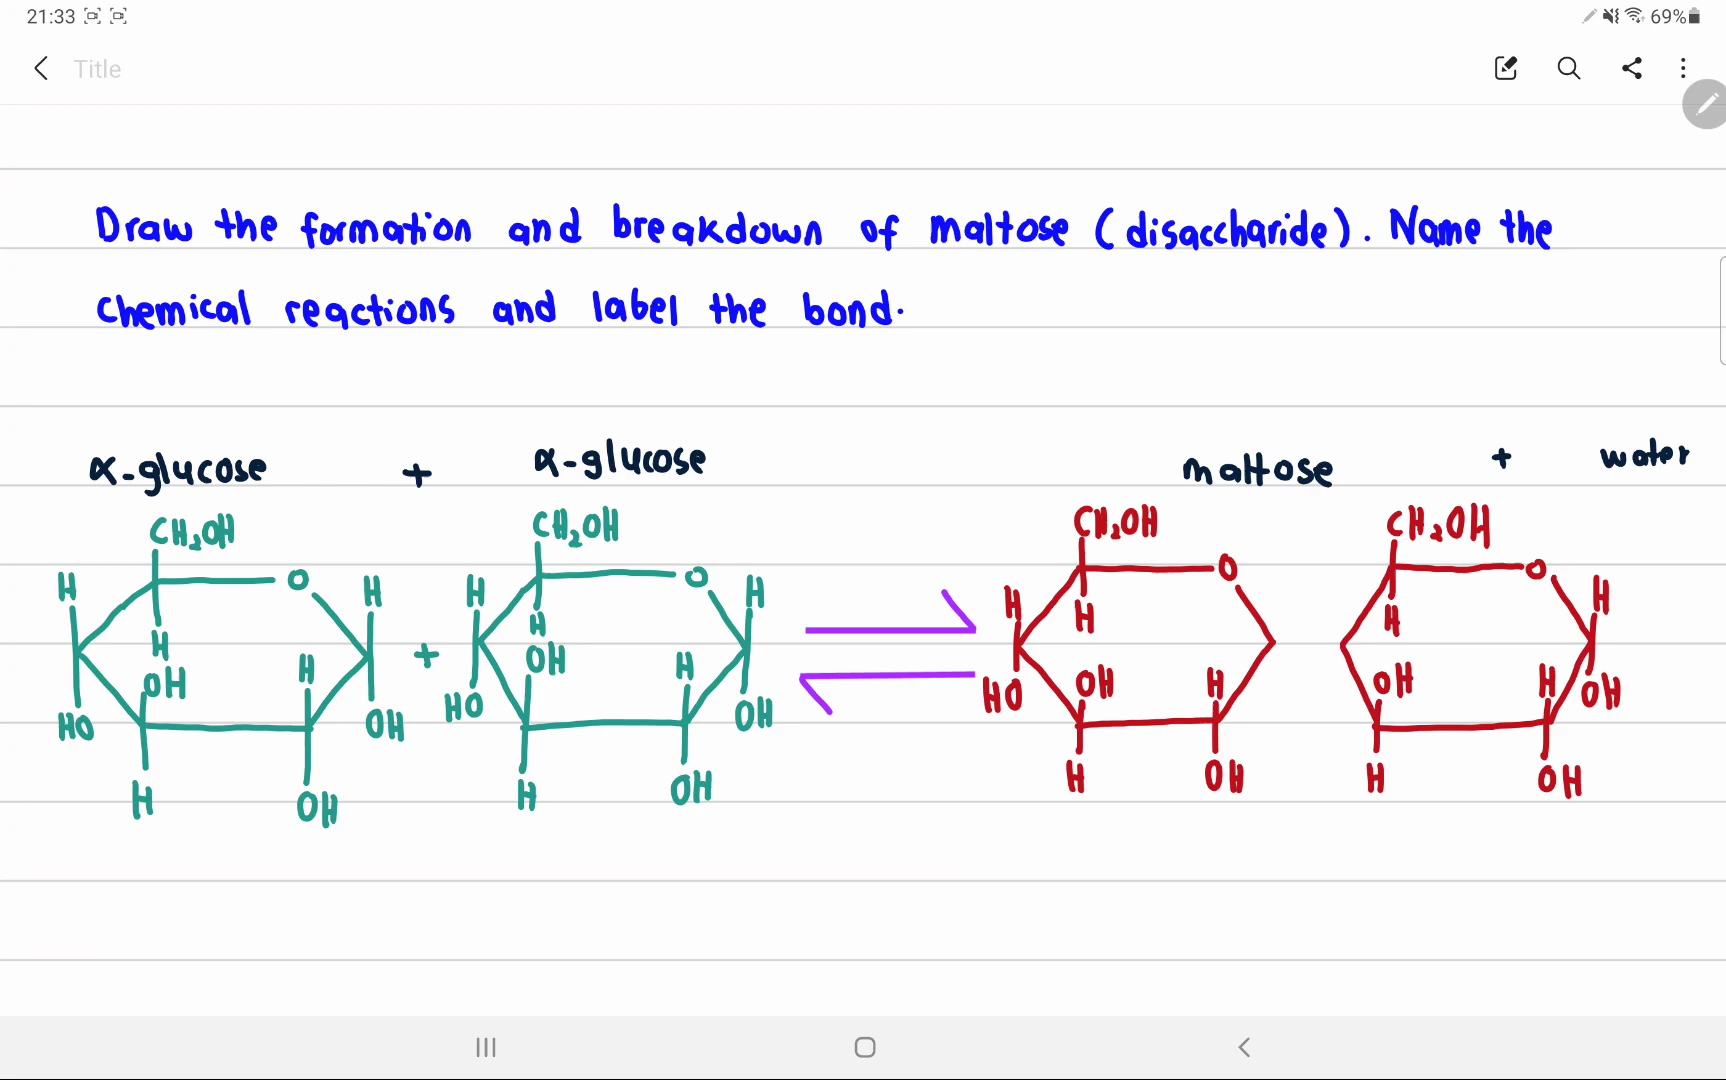 21:33
69%
Title
Draw the formation and breakdown of maltose (disaccharide). Name the
chemical reactions and label the bond.
α-glucose + α-glucose maltose + water
CH₂OH CH₂OH CH₂OH CH₂OH
H O H H O H H O O H
H H H H
OH H + OH H OH H OH H
HO OH HO OH HO OH
H OH H OH H OH H OH